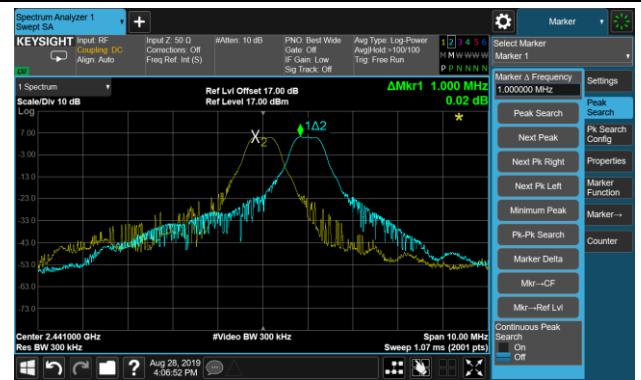 Spectrum Analyzer 1
Swept SA
+
Marker
KEYSIGHT
Input: RF
Coupling: DC
Align: Auto
Input Z: 50 Ω
Corrections: Off
Freq Ref: Int (S)
#Atten: 10 dB
PNO: Best Wide
Gate: Off
IF Gain: Low
Sig Track: Off
Avg Type: Log-Power
Avg|Hold:>100/100
Trig: Free Run
1 2 3 4 5 6
M M W W W W
P P N N N N
LXI
Select Marker
Marker 1
1 Spectrum
Scale/Div 10 dB
Log
Ref Lvl Offset 17.00 dB
Ref Level 17.00 dBm
ΔMkr1 1.000 MHz
0.02 dB
*
1Δ2
X2
7.00
-3.00
-13.0
-23.0
-33.0
-43.0
-53.0
-63.0
-73.0
Center 2.441000 GHz
Res BW 300 kHz
#Video BW 300 kHz
Span 10.00 MHz
Sweep 1.07 ms (2001 pts)
Marker Δ Frequency
1.000000 MHz
Peak Search
Next Peak
Next Pk Right
Next Pk Left
Minimum Peak
Pk-Pk Search
Marker Delta
Mkr→CF
Mkr→Ref Lvl
Continuous Peak
Search
On
Off
Settings
Peak
Search
Pk Search
Config
Properties
Marker
Function
Marker→
Counter
?
Aug 28, 2019
4:06:52 PM